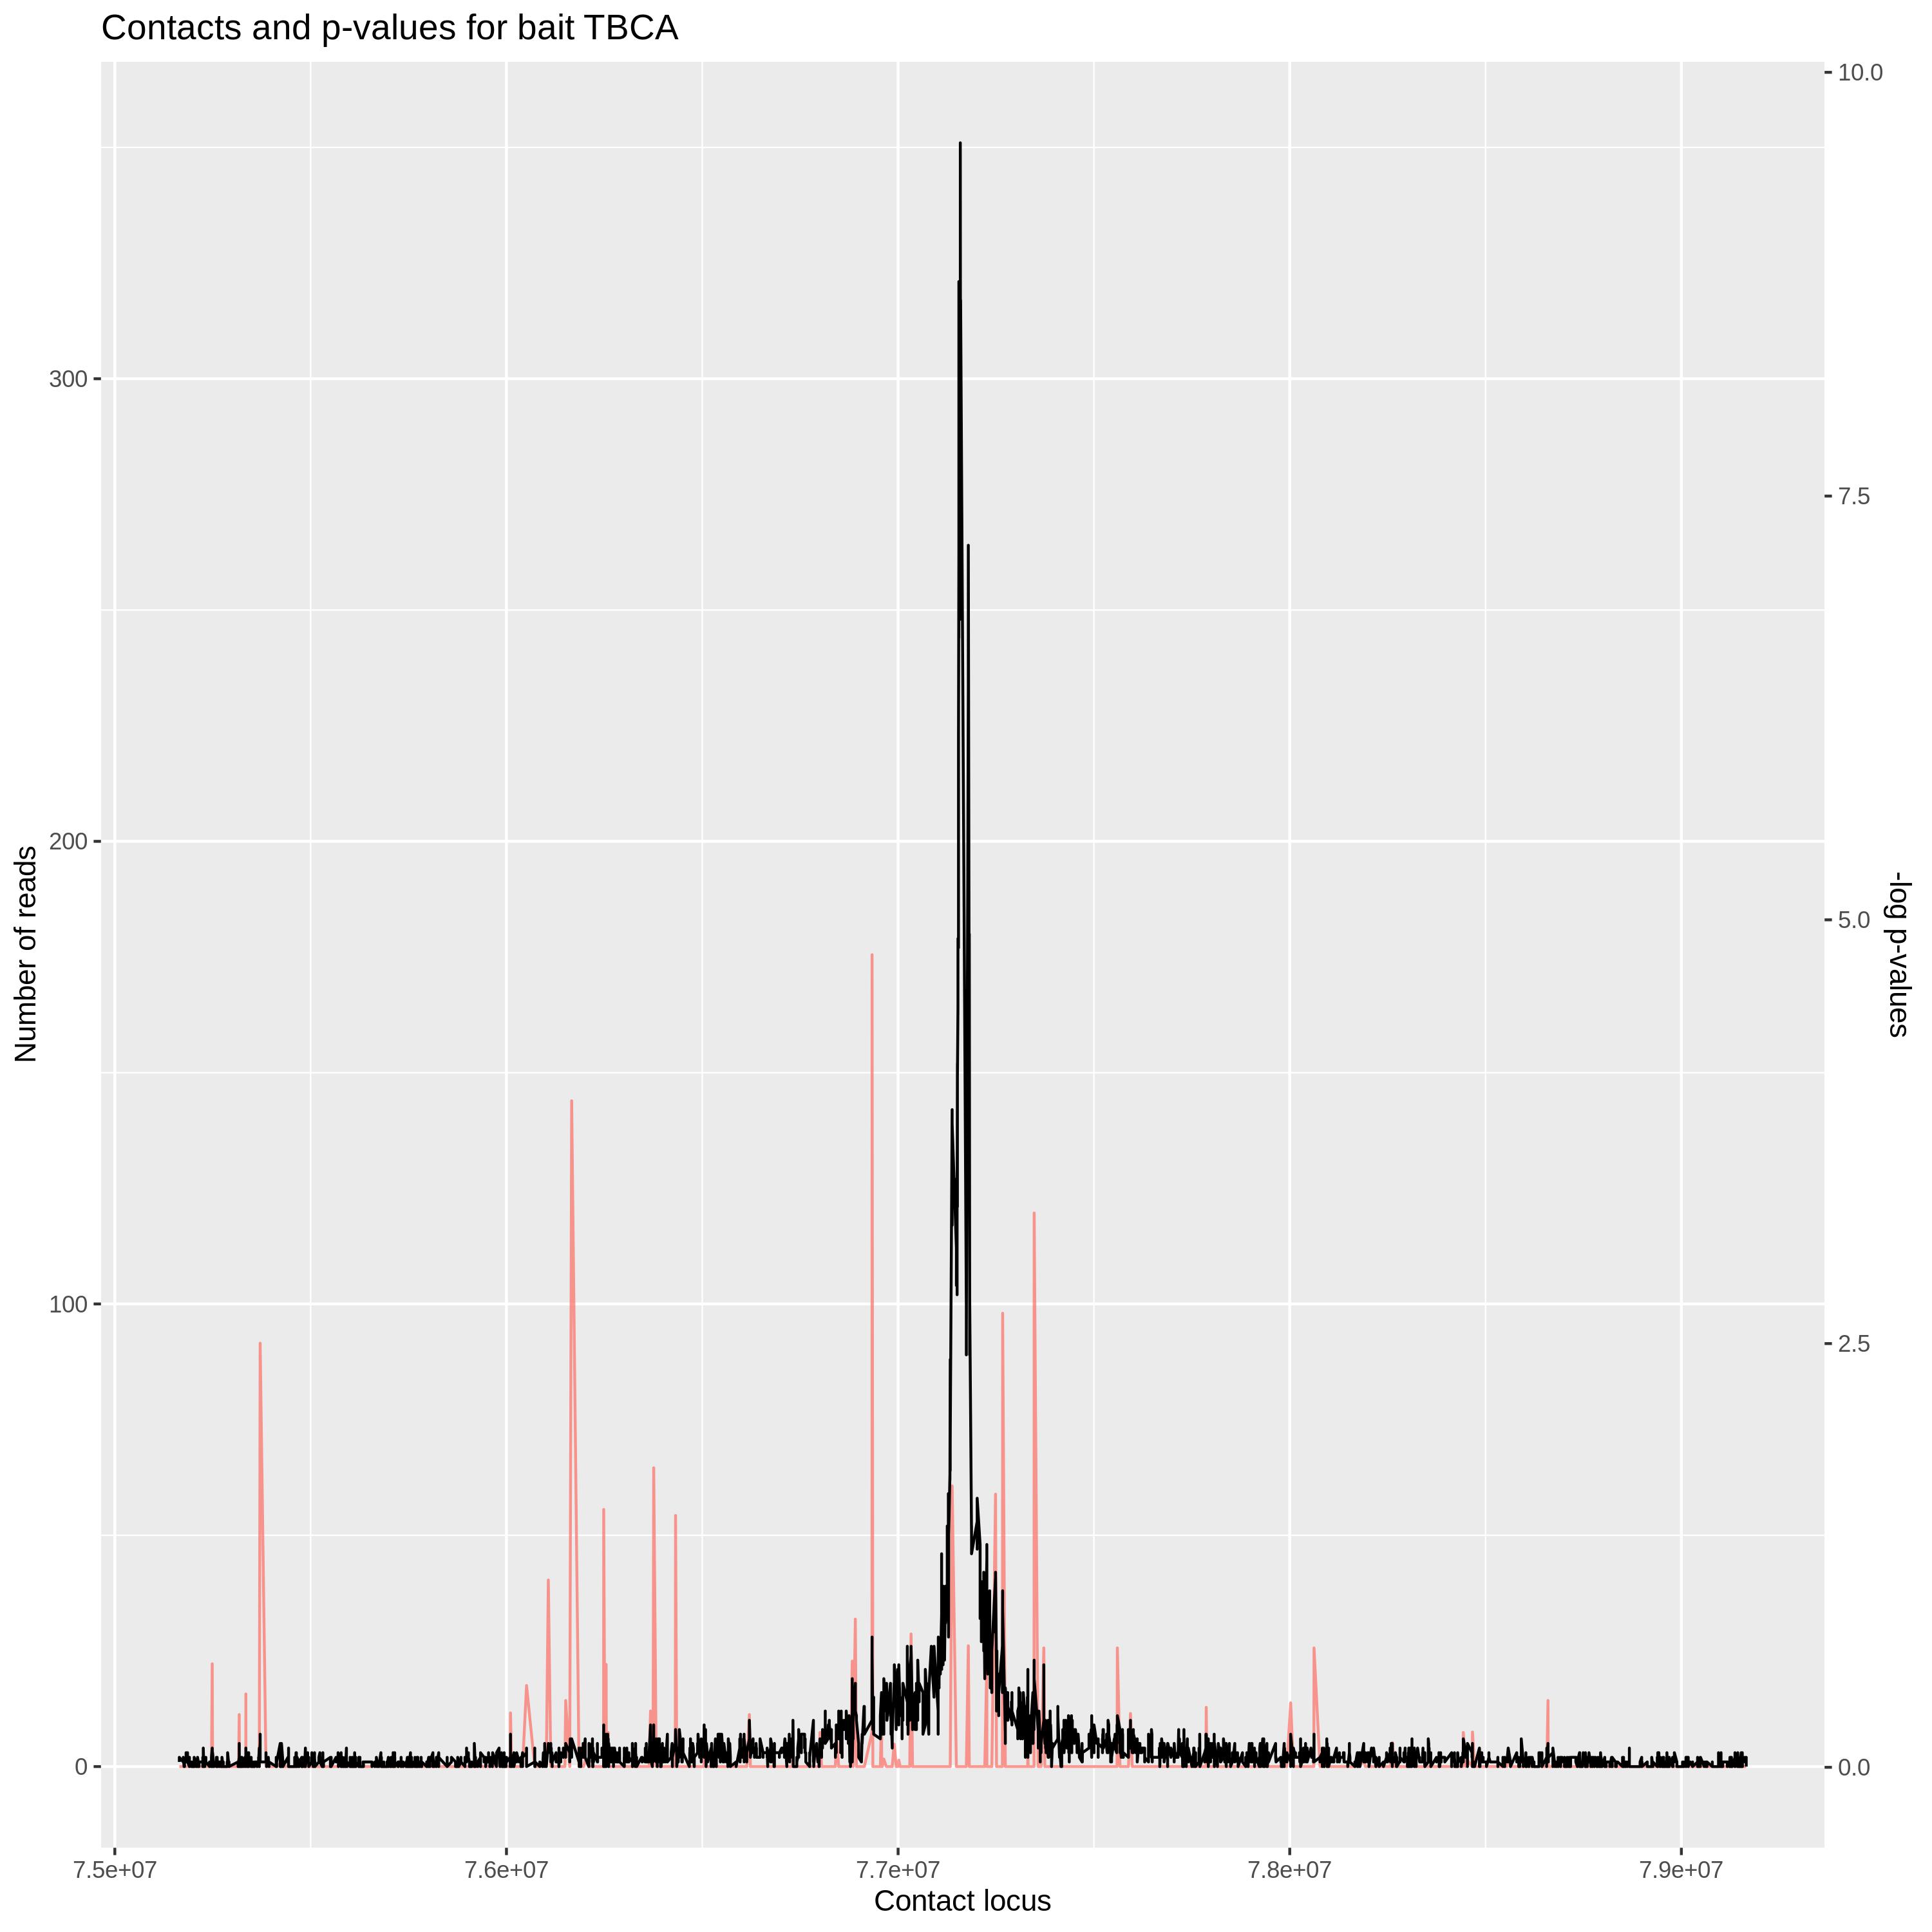 Contacts and p-values for bait TBCA
10.0
7.5
5.0
2.5
0.0
-log p-values
300
200
100
0
Number of reads
7.5e+07 7.6e+07 7.7e+07 7.8e+07 7.9e+07
Contact locus